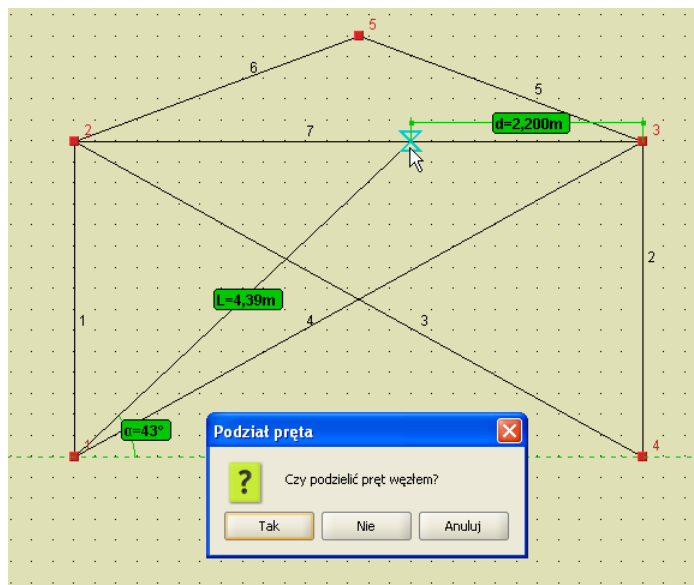 5
6
5
d=2,200m
2
7
3
2
L=4,39m
1
4
3
α=43°
1
4
Podział pręta
Czy podzielić pręt węzłem?
Tak
Nie
Anuluj